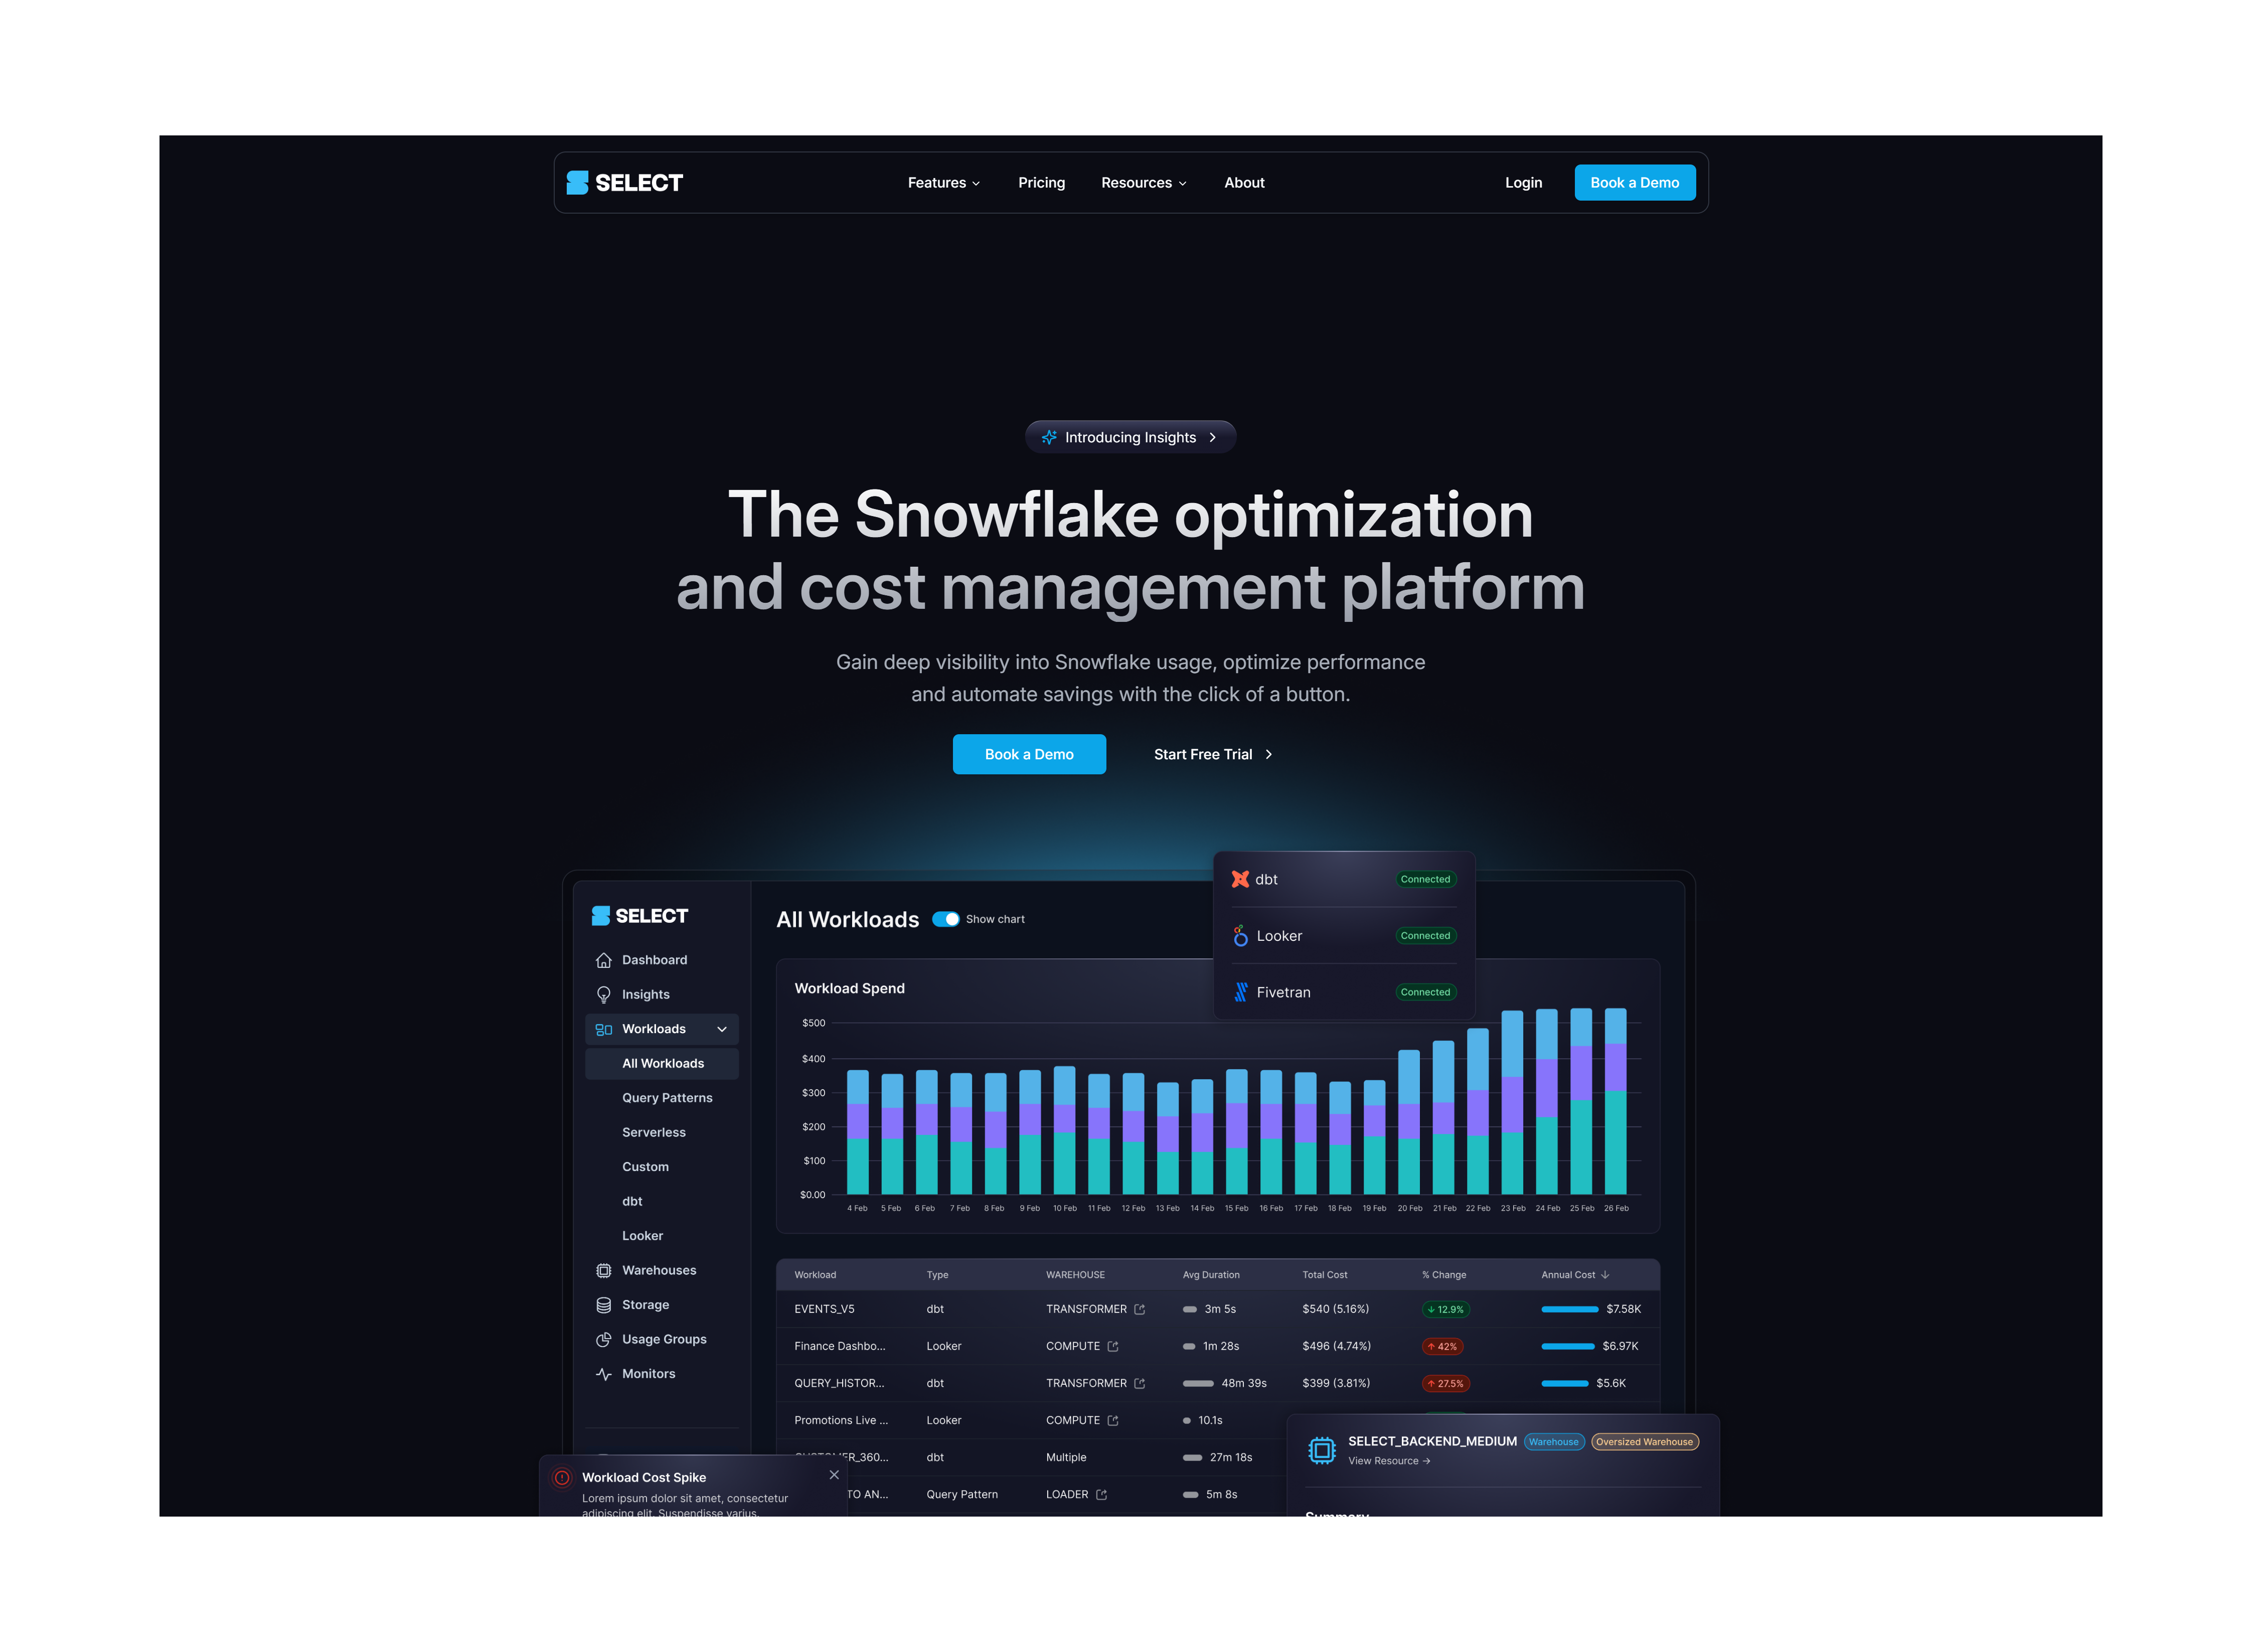 SELECT
Features
Pricing
Resources
About
Login
Book a Demo
Introducing Insights
The Snowflake optimization
and cost management platform
Gain deep visibility into Snowflake usage, optimize performance
and automate savings with the click of a button.
Book a Demo
Start Free Trial
dbt Connected
Looker Connected
Fivetran Connected
SELECT
Dashboard
Insights
Workloads
All Workloads
Query Patterns
Serverless
Custom
dbt
Looker
Warehouses
Storage
Usage Groups
Monitors
All Workloads
Show chart
Workload Spend
$500
$400
$300
$200
$100
$0.00
4 Feb 5 Feb 6 Feb 7 Feb 8 Feb 9 Feb 10 Feb 11 Feb 12 Feb 13 Feb 14 Feb 15 Feb 16 Feb 17 Feb 18 Feb 19 Feb 20 Feb 21 Feb 22 Feb 23 Feb 24 Feb 25 Feb 26 Feb
Workload Type WAREHOUSE Avg Duration Total Cost % Change Annual Cost
EVENTS_V5 dbt TRANSFORMER 3m 5s $540 (5.16%) 12.9% $7.58K
Finance Dashbo... Looker COMPUTE 1m 28s $496 (4.74%) 42% $6.97K
QUERY_HISTOR... dbt TRANSFORMER 48m 39s $399 (3.81%) 27.5% $5.6K
Promotions Live ... Looker COMPUTE 10.1s
CUSTOMER_360... dbt Multiple 27m 18s
TO AN... Query Pattern LOADER 5m 8s
Workload Cost Spike
Lorem ipsum dolor sit amet, consectetur
adipiscing elit. Suspendisse varius.
SELECT_BACKEND_MEDIUM Warehouse Oversized Warehouse
View Resource
Summary